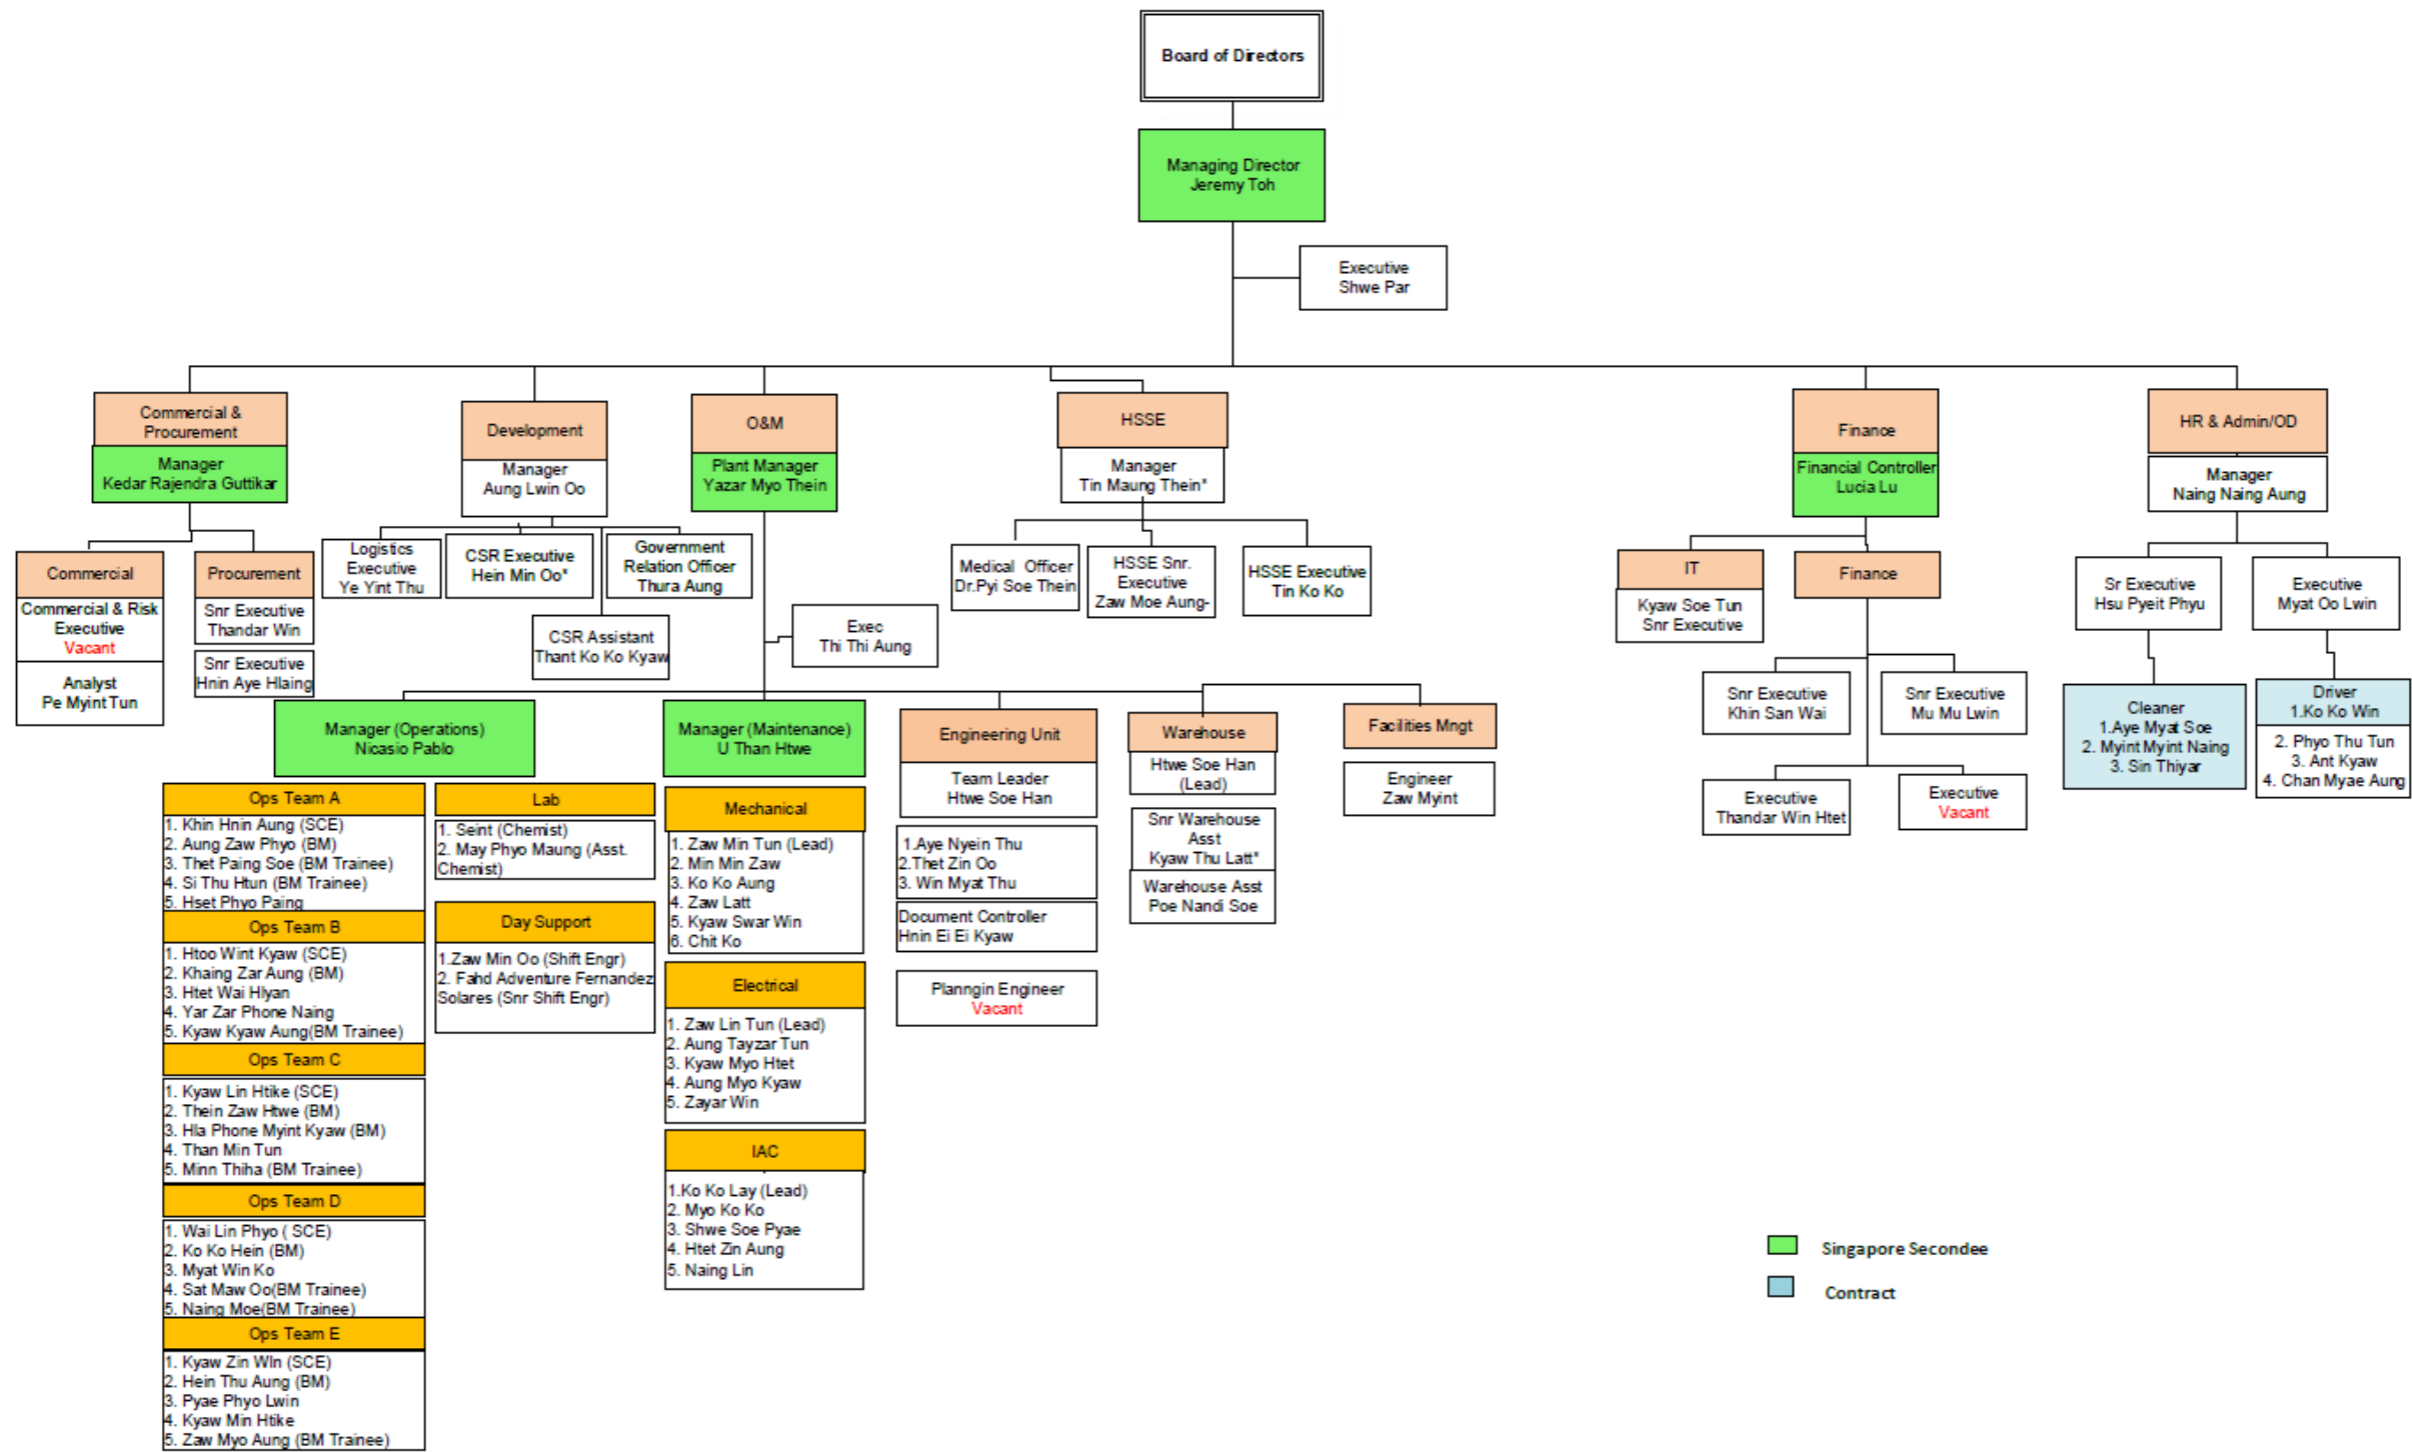 Board of Directors
Managing Director
Jeremy Toh
Executive
Shwe Par
Commercial &
Procurement
Manager
Kedar Rajendra Guttikar
Development
Manager
Aung Lwin Oo
O&M
Plant Manager
Yazar Myo Thein
HSSE
Manager
Tin Maung Thein*
Finance
Financial Controller
Lucia Lu
HR & Admin/OD
Manager
Naing Naing Aung
Commercial
Commercial & Risk
Executive
Vacant
Analyst
Pe Myint Tun
Procurement
Snr Executive
Thandar Win
Snr Executive
Hnin Aye Hlaing
Logistics
Executive
Ye Yint Thu
CSR Executive
Hein Min Oo*
Government
Relation Officer
Thura Aung
CSR Assistant
Thant Ko Ko Kyaw
Exec
Thi Thi Aung
Medical Officer
Dr.Pyi Soe Thein
HSSE Snr.
Executive
Zaw Moe Aung-
HSSE Executive
Tin Ko Ko
IT
Kyaw Soe Tun
Snr Executive
Finance
Snr Executive
Khin San Wai
Snr Executive
Mu Mu Lwin
Executive
Thandar Win Htet
Executive
Vacant
Sr Executive
Hsu Pyeit Phyu
Executive
Myat Oo Lwin
Cleaner
1.Aye Myat Soe
2. Myint Myint Naing
3. Sin Thiyar
Driver
1.Ko Ko Win
2. Phyo Thu Tun
3. Ant Kyaw
4. Chan Myae Aung
Manager (Operations)
Nicasio Pablo
Manager (Maintenance)
U Than Htwe
Engineering Unit
Team Leader
Htwe Soe Han
1.Aye Nyein Thu
2.Thet Zin Oo
3. Win Myat Thu
Document Controller
Hnin Ei Ei Kyaw
Planngin Engineer
Vacant
Warehouse
Htwe Soe Han
(Lead)
Snr Warehouse
Asst
Kyaw Thu Latt*
Warehouse Asst
Poe Nandi Soe
Facilities Mngt
Engineer
Zaw Myint
Ops Team A
1. Khin Hnin Aung (SCE)
2. Aung Zaw Phyo (BM)
3. Thet Paing Soe (BM Trainee)
4. Si Thu Htun (BM Trainee)
5. Hset Phyo Paing
Ops Team B
1. Htoo Wint Kyaw (SCE)
2. Khaing Zar Aung (BM)
3. Htet Wai Hlyan
4. Yar Zar Phone Naing
5. Kyaw Kyaw Aung(BM Trainee)
Ops Team C
1. Kyaw Lin Htike (SCE)
2. Thein Zaw Htwe (BM)
3. Hla Phone Myint Kyaw (BM)
4. Than Min Tun
5. Minn Thiha (BM Trainee)
Ops Team D
1. Wai Lin Phyo ( SCE)
2. Ko Ko Hein (BM)
3. Myat Win Ko
4. Sat Maw Oo(BM Trainee)
5. Naing Moe(BM Trainee)
Ops Team E
1. Kyaw Zin WIn (SCE)
2. Hein Thu Aung (BM)
3. Pyae Phyo Lwin
4. Kyaw Min Htike
5. Zaw Myo Aung (BM Trainee)
Lab
1. Seint (Chemist)
2. May Phyo Maung (Asst.
Chemist)
Day Support
1.Zaw Min Oo (Shift Engr)
2. Fahd Adventure Fernandez
Solares (Snr Shift Engr)
Mechanical
1. Zaw Min Tun (Lead)
2. Min Min Zaw
3. Ko Ko Aung
4. Zaw Latt
5. Kyaw Swar Win
6. Chit Ko
Electrical
1. Zaw Lin Tun (Lead)
2. Aung Tayzar Tun
3. Kyaw Myo Htet
4. Aung Myo Kyaw
5. Zayar Win
IAC
1.Ko Ko Lay (Lead)
2. Myo Ko Ko
3. Shwe Soe Pyae
4. Htet Zin Aung
5. Naing Lin
Singapore Secondee
Contract